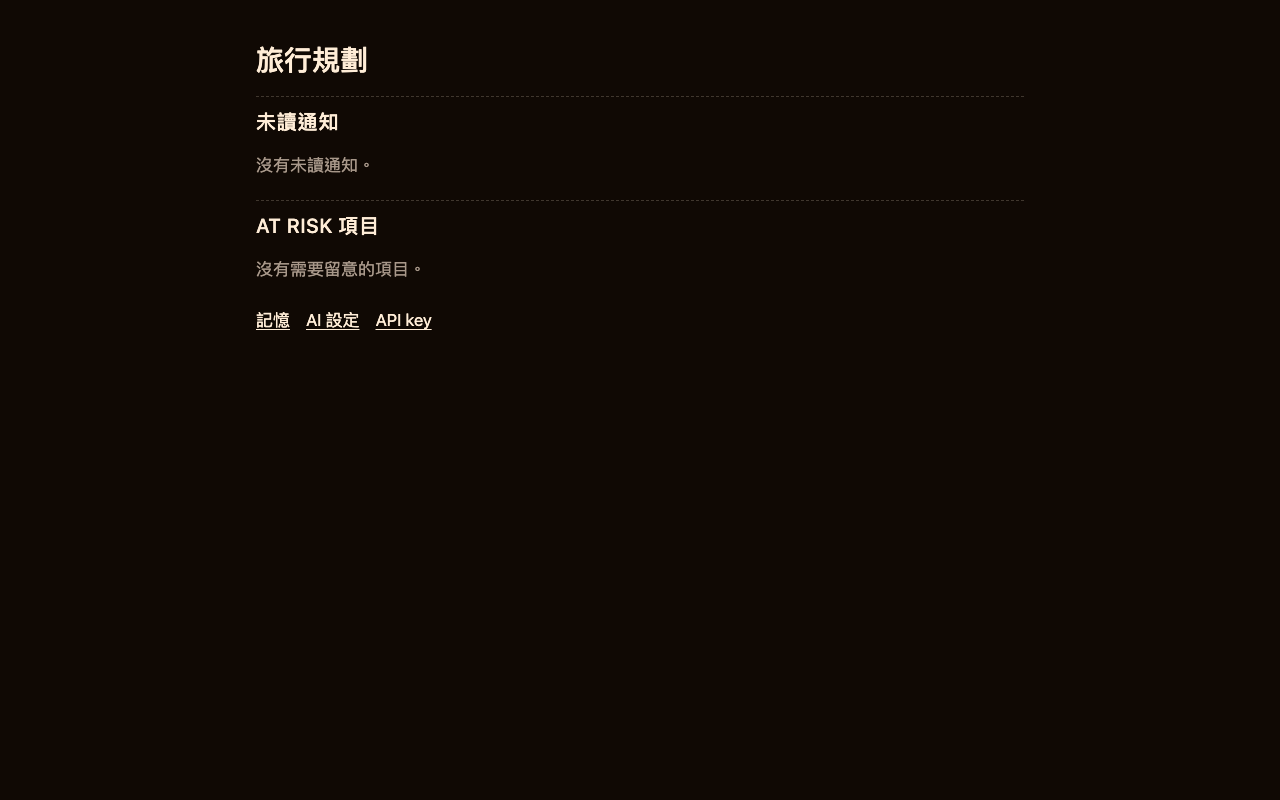 旅行規劃
未讀通知
沒有未讀通知。
AT RISK 項目
沒有需要留意的項目。
記憶 AI 設定 API key